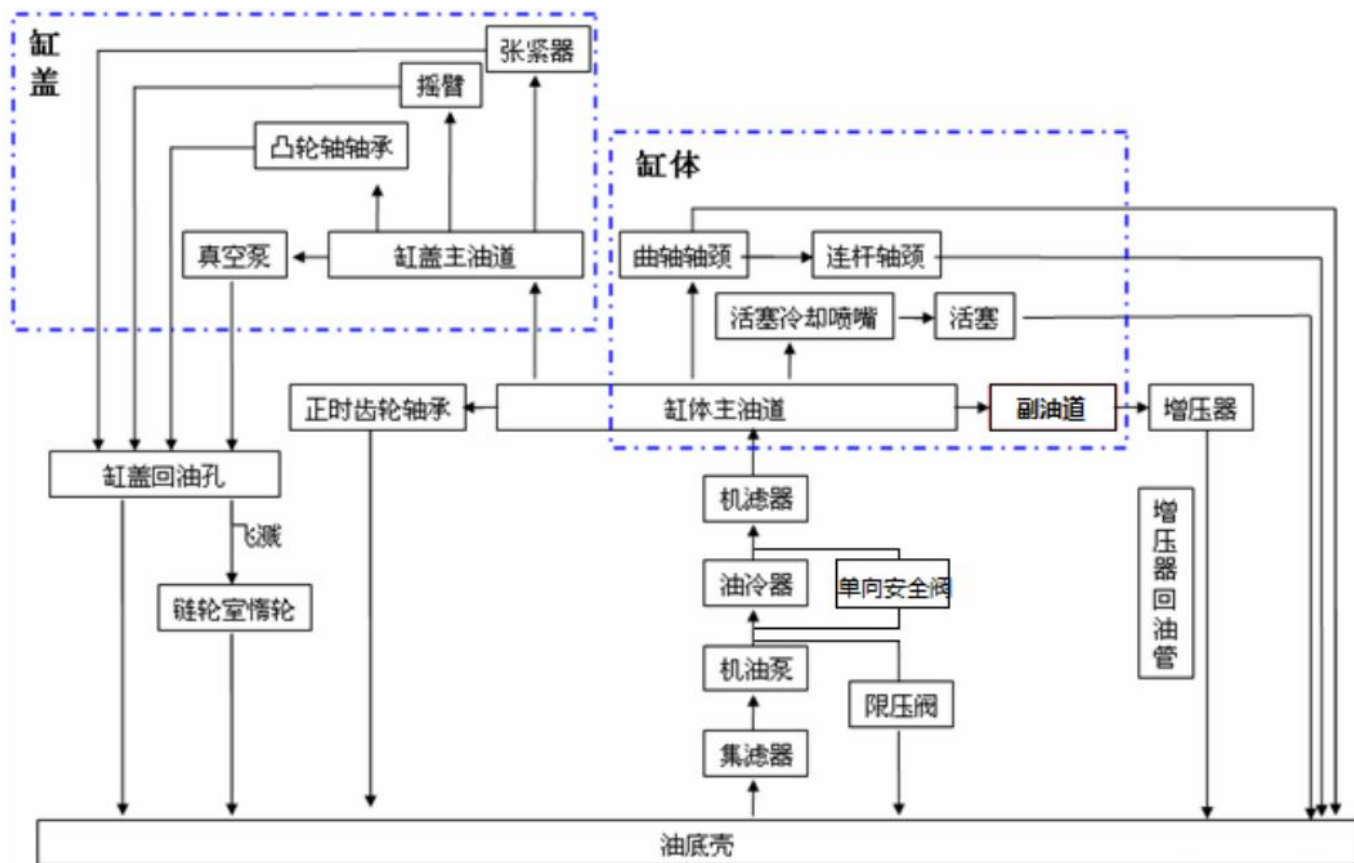 缸盖
张紧器
摇臂
凸轮轴轴承
缸体
真空泵
缸盖主油道
曲轴轴颈
连杆轴颈
活塞冷却喷嘴
活塞
正时齿轮轴承
缸体主油道
副油道
增压器
缸盖回油孔
机滤器
增压器回油管
飞溅
油冷器
单向安全阀
链轮室惰轮
机油泵
限压阀
集滤器
油底壳